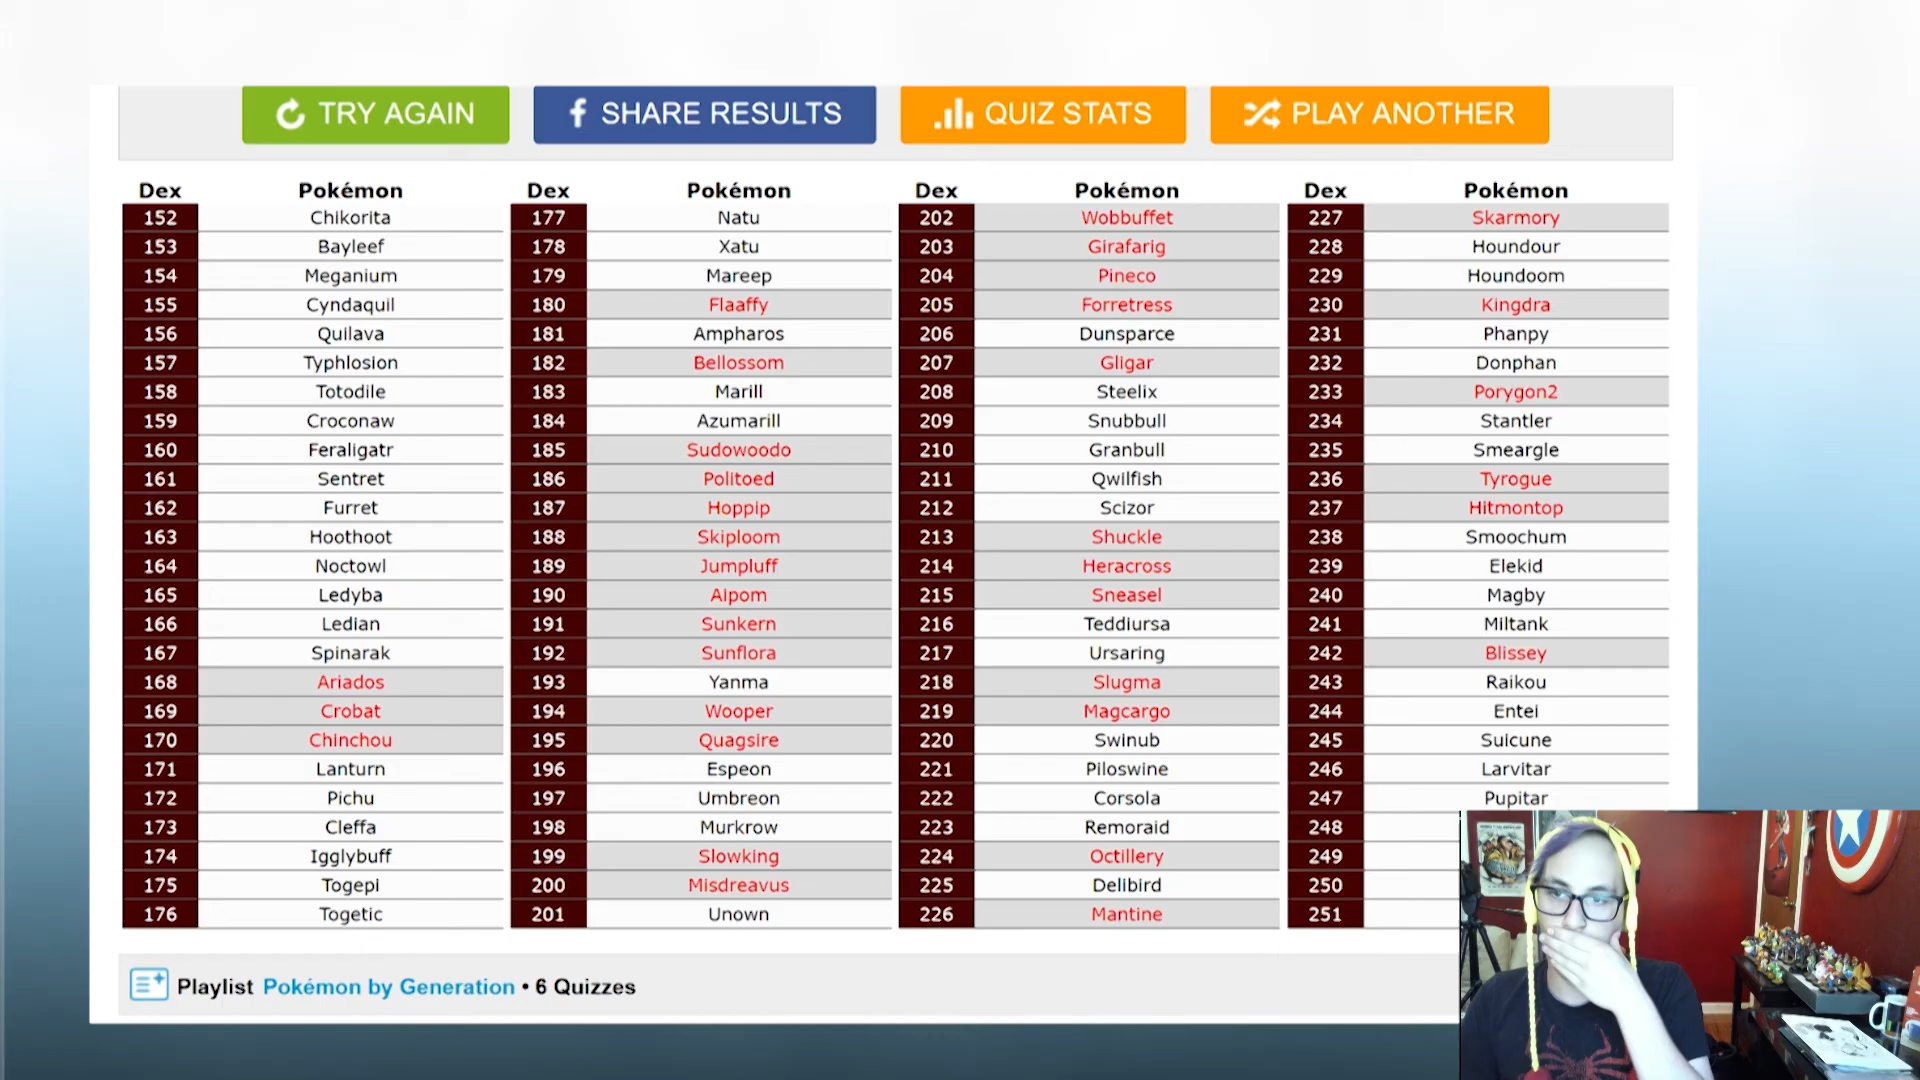 TRY AGAIN
SHARE RESULTS
QUIZ STATS
PLAY ANOTHER
Dex Pokémon Dex Pokémon Dex Pokémon Dex Pokémon
152 Chikorita 177 Natu 202 Wobbuffet 227 Skarmory
153 Bayleef 178 Xatu 203 Girafarig 228 Houndour
154 Meganium 179 Mareep 204 Pineco 229 Houndoom
155 Cyndaquil 180 Flaaffy 205 Forretress 230 Kingdra
156 Quilava 181 Ampharos 206 Dunsparce 231 Phanpy
157 Typhlosion 182 Bellossom 207 Gligar 232 Donphan
158 Totodile 183 Marill 208 Steelix 233 Porygon2
159 Croconaw 184 Azumarill 209 Snubbull 234 Stantler
160 Feraligatr 185 Sudowoodo 210 Granbull 235 Smeargle
161 Sentret 186 Politoed 211 Qwilfish 236 Tyrogue
162 Furret 187 Hoppip 212 Scizor 237 Hitmontop
163 Hoothoot 188 Skiploom 213 Shuckle 238 Smoochum
164 Noctowl 189 Jumpluff 214 Heracross 239 Elekid
165 Ledyba 190 Aipom 215 Sneasel 240 Magby
166 Ledian 191 Sunkern 216 Teddiursa 241 Miltank
167 Spinarak 192 Sunflora 217 Ursaring 242 Blissey
168 Ariados 193 Yanma 218 Slugma 243 Raikou
169 Crobat 194 Wooper 219 Magcargo 244 Entei
170 Chinchou 195 Quagsire 220 Swinub 245 Suicune
171 Lanturn 196 Espeon 221 Piloswine 246 Larvitar
172 Pichu 197 Umbreon 222 Corsola 247 Pupitar
173 Cleffa 198 Murkrow 223 Remoraid 248
174 Igglybuff 199 Slowking 224 Octillery 249
175 Togepi 200 Misdreavus 225 Delibird 250
176 Togetic 201 Unown 226 Mantine 251
Playlist Pokémon by Generation • 6 Quizzes